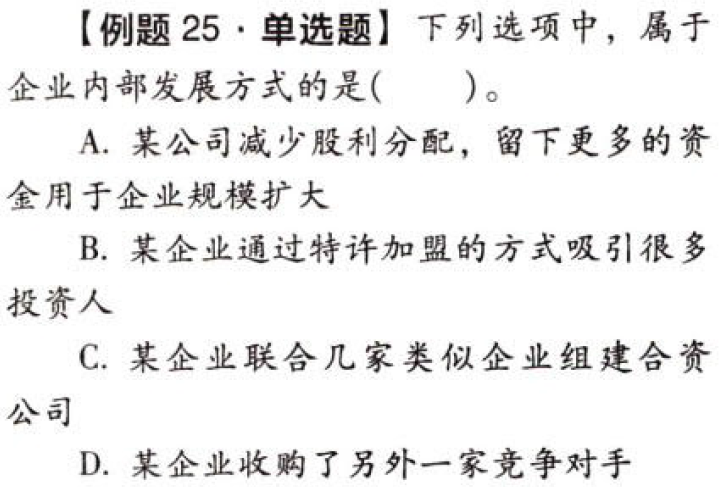 【例题 25·单选题】下列选项中，属于
企业内部发展方式的是(　　)。
A. 某公司减少股利分配，留下更多的资
金用于企业规模扩大
B. 某企业通过特许加盟的方式吸引很多
投资人
C. 某企业联合几家类似企业组建合资
公司
D. 某企业收购了另外一家竞争对手